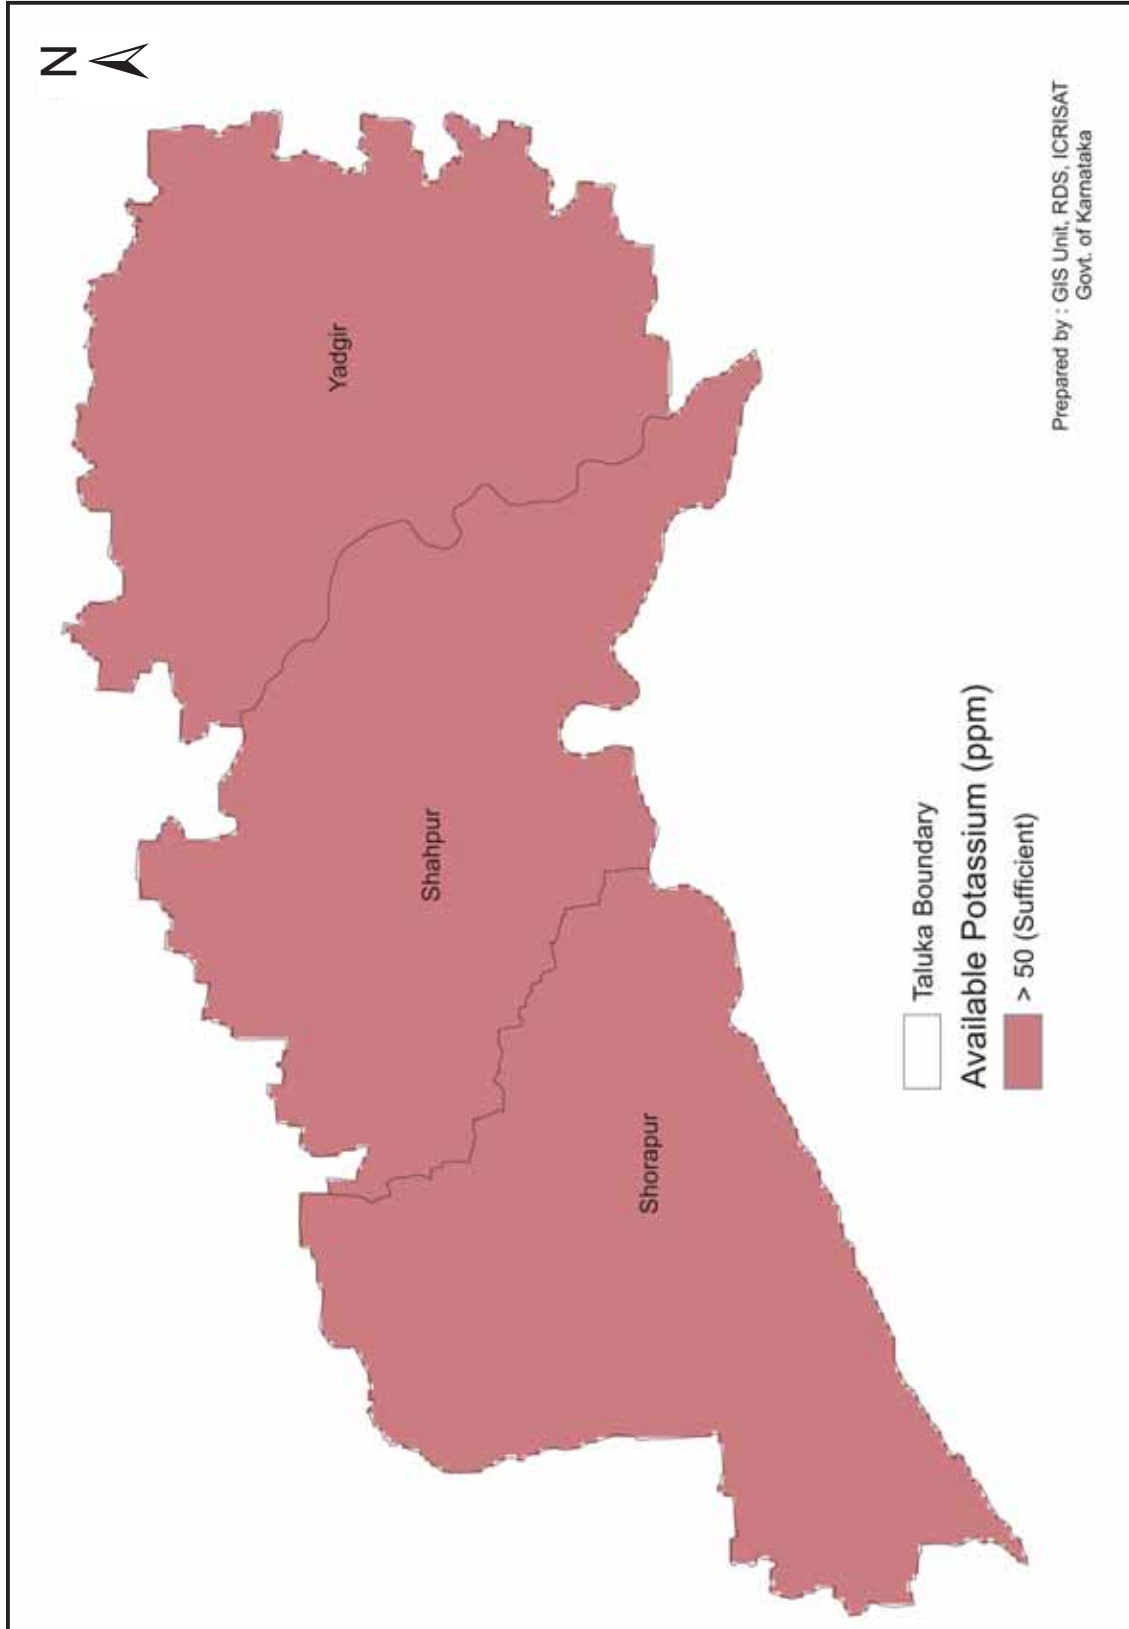 N
Yadgir
Shahpur
Shorapur
Taluka Boundary
Available Potassium (ppm)
> 50 (Sufficient)
Prepared by : GIS Unit, RDS, ICRISAT
Govt. of Karnataka